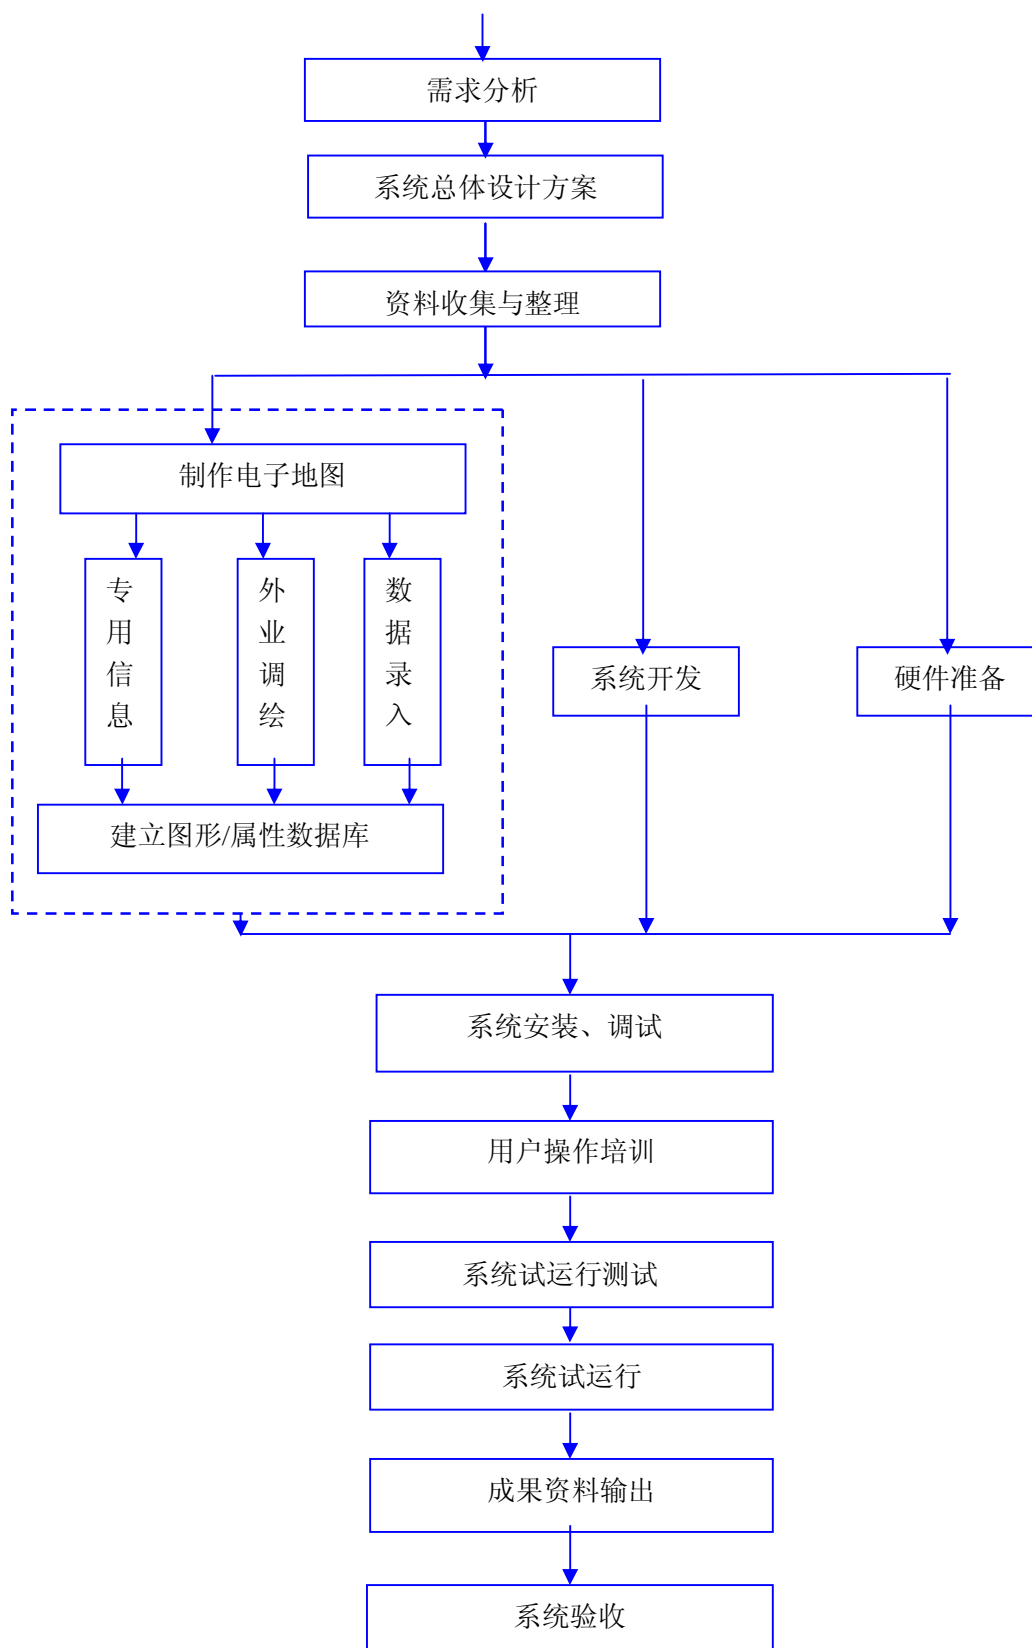 需求分析
系统总体设计方案
资料收集与整理
制作电子地图
专用信息
外业调绘
数据录入
系统开发
硬件准备
建立图形/属性数据库
系统安装、调试
用户操作培训
系统试运行测试
系统试运行
成果资料输出
系统验收